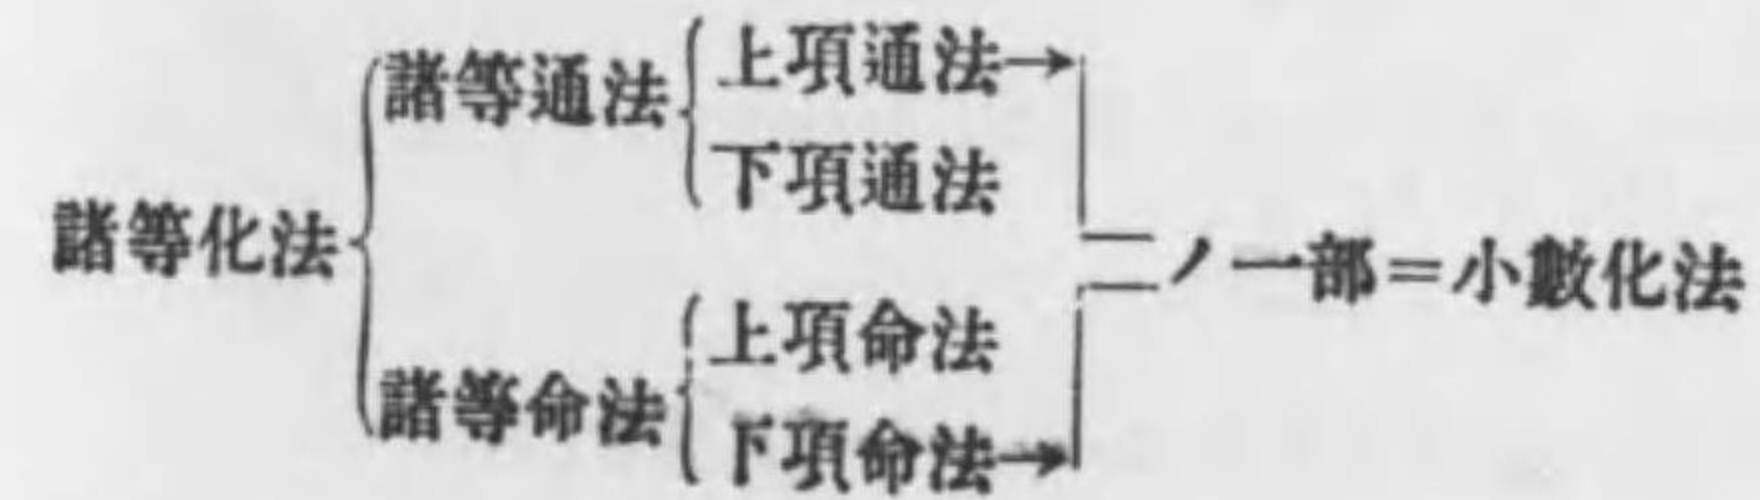 諸等化法
諸等通法
上項通法→
下項通法
諸等命法
上項命法
下項命法→
ノ一部=小數化法